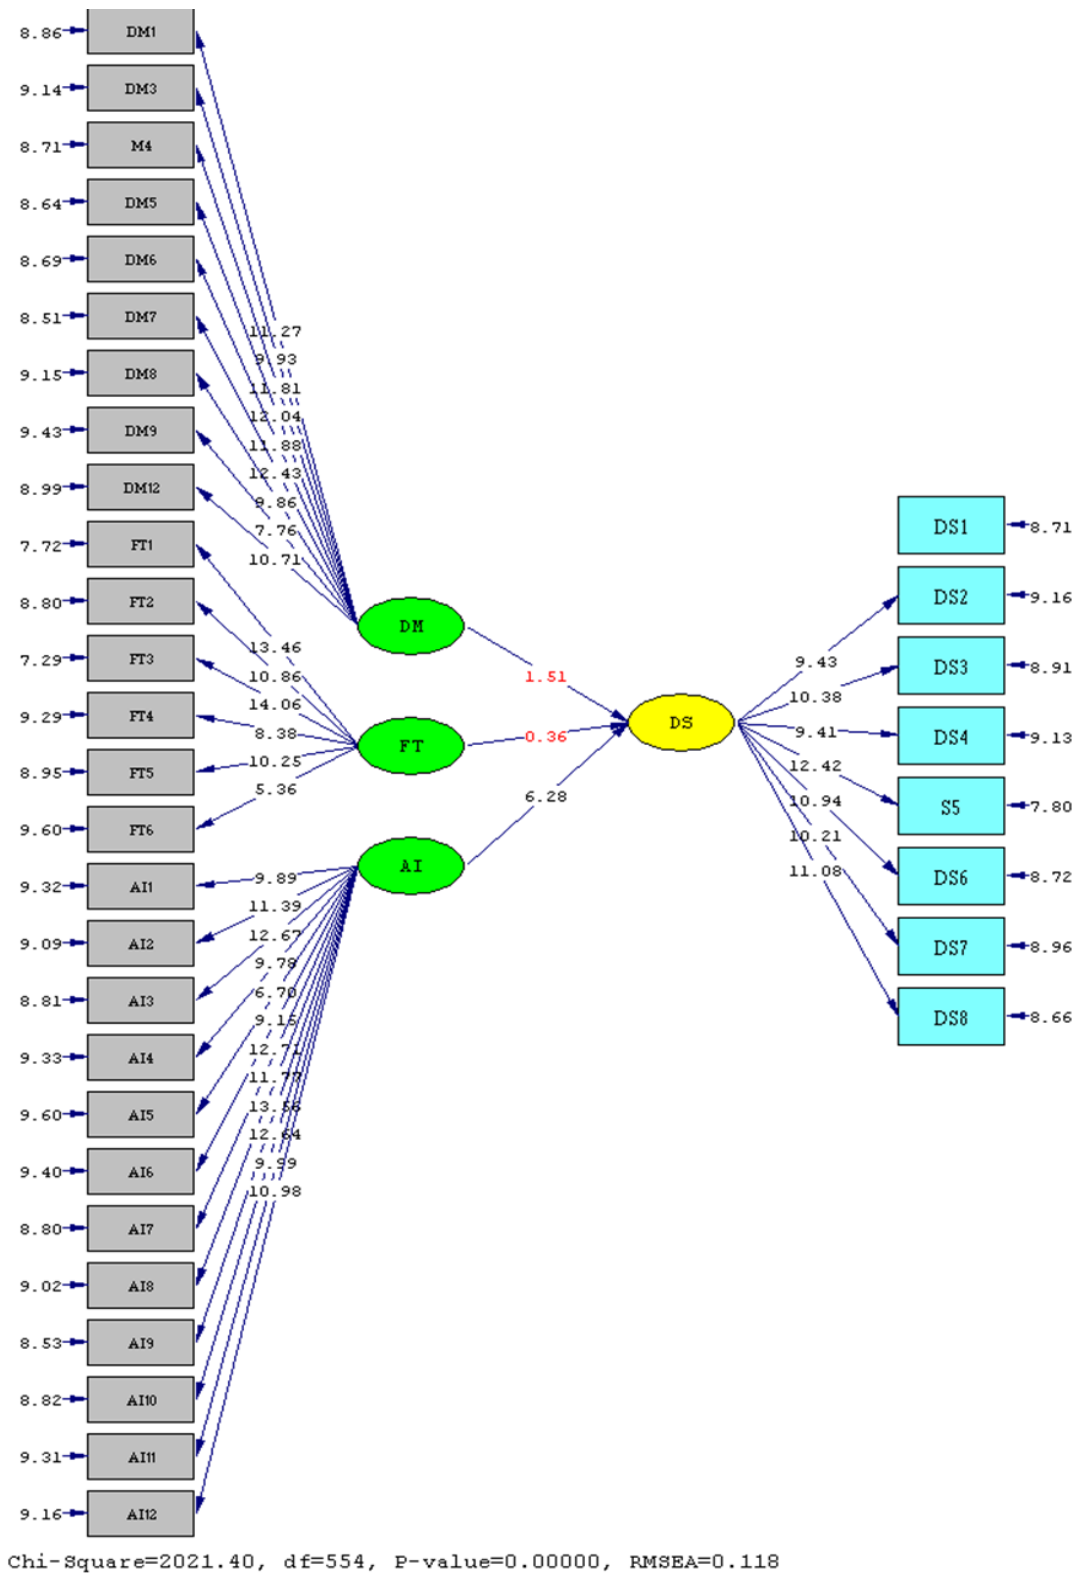 8.86 DM1
9.14 DM3
8.71 M4
8.64 DM5
8.69 DM6
8.51 DM7
9.15 DM8
9.43 DM9
8.99 DM12
7.72 FT1
8.80 FT2
7.29 FT3
9.29 FT4
8.95 FT5
9.60 FT6
9.32 AI1
9.09 AI2
8.81 AI3
9.33 AI4
9.60 AI5
9.40 AI6
8.80 AI7
9.02 AI8
8.53 AI9
8.82 AI10
9.31 AI11
9.16 AI12
11.27
9.93
11.81
12.04
11.88
12.43
9.86
7.76
10.71
13.46
10.86
14.06
8.38
10.25
5.36
9.89
11.39
12.67
9.78
6.70
9.15
12.71
11.77
13.56
12.64
9.99
10.98
DM
FT
AI
1.51
0.36
6.28
DS
9.43
10.38
9.41
12.42
10.94
10.21
11.08
DS1 8.71
DS2 9.16
DS3 8.91
DS4 9.13
S5 7.80
DS6 8.72
DS7 8.96
DS8 8.66
Chi-Square=2021.40, df=554, P-value=0.00000, RMSEA=0.118